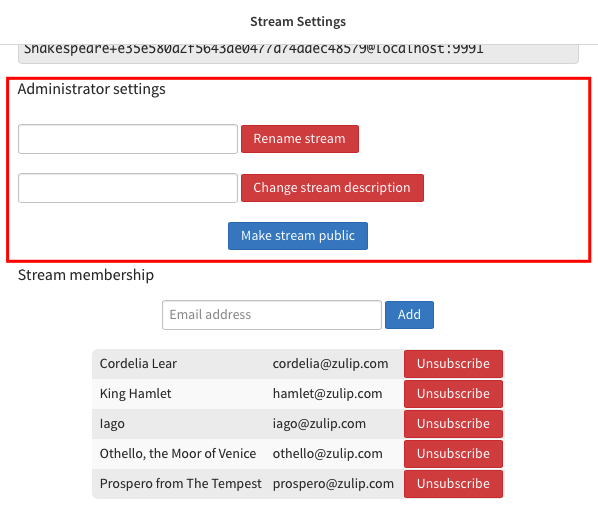 Stream Settings
Shakespeare+e35e580d2f5643de0477d74ddec48579@localhost:9991
Administrator settings
Rename stream
Change stream description
Make stream public
Stream membership
Email address Add
Cordelia Lear cordelia@zulip.com Unsubscribe
King Hamlet hamlet@zulip.com Unsubscribe
Iago iago@zulip.com Unsubscribe
Othello, the Moor of Venice othello@zulip.com Unsubscribe
Prospero from The Tempest prospero@zulip.com Unsubscribe